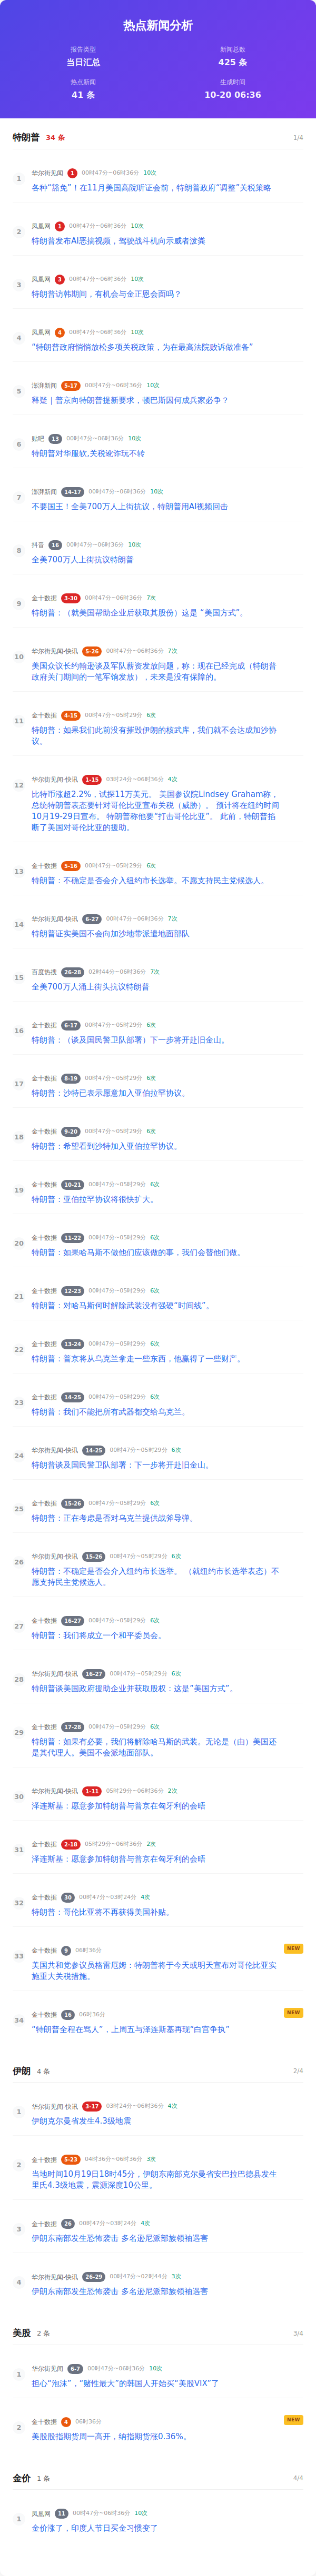 热点新闻分析
报告类型
新闻总数
当日汇总
425 条
热点新闻
生成时间
41 条
10-20 06:36
特朗普 34 条 1/4
1 华尔街见闻 1 00时47分~06时36分 10次
各种“豁免”！在11月美国高院听证会前，特朗普政府“调整”关税策略
2 凤凰网 1 00时47分~06时36分 10次
特朗普发布AI恶搞视频，驾驶战斗机向示威者泼粪
3 凤凰网 3 00时47分~06时36分 10次
特朗普访韩期间，有机会与金正恩会面吗？
4 凤凰网 4 00时47分~06时36分 10次
“特朗普政府悄悄放松多项关税政策，为在最高法院败诉做准备”
5 澎湃新闻 5-17 00时47分~06时36分 10次
释疑｜普京向特朗普提新要求，顿巴斯因何成兵家必争？
6 贴吧 13 00时47分~06时36分 10次
特朗普对华服软,关税讹诈玩不转
7 澎湃新闻 14-17 00时47分~06时36分 10次
不要国王！全美700万人上街抗议，特朗普用AI视频回击
8 抖音 16 00时47分~06时36分 10次
全美700万人上街抗议特朗普
9 金十数据 3-30 00时47分~06时36分 7次
特朗普：（就美国帮助企业后获其股份）这是 “美国方式”。
10 华尔街见闻-快讯 5-26 00时47分~06时36分 7次
美国众议长约翰逊谈及军队薪资发放问题，称：现在已经完成（特朗普
政府关门期间的一笔军饷发放），未来是没有保障的。
11 金十数据 4-15 00时47分~05时29分 6次
特朗普：如果我们此前没有摧毁伊朗的核武库，我们就不会达成加沙协
议。
12 华尔街见闻-快讯 1-15 03时24分~06时36分 4次
比特币涨超2.2%，试探11万美元。 美国参议院Lindsey Graham称，
总统特朗普表态要针对哥伦比亚宣布关税（威胁）。 预计将在纽约时间
10月19日-29日宣布。 特朗普称他要“打击哥伦比亚”。 此前，特朗普掐
断了美国对哥伦比亚的援助。
13 金十数据 5-16 00时47分~05时29分 6次
特朗普：不确定是否会介入纽约市长选举。不愿支持民主党候选人。
14 华尔街见闻-快讯 6-27 00时47分~06时36分 7次
特朗普证实美国不会向加沙地带派遣地面部队
15 百度热搜 26-28 02时44分~06时36分 7次
全美700万人涌上街头抗议特朗普
16 金十数据 6-17 00时47分~05时29分 6次
特朗普：（谈及国民警卫队部署）下一步将开赴旧金山。
17 金十数据 8-19 00时47分~05时29分 6次
特朗普：沙特已表示愿意加入亚伯拉罕协议。
18 金十数据 9-20 00时47分~05时29分 6次
特朗普：希望看到沙特加入亚伯拉罕协议。
19 金十数据 10-21 00时47分~05时29分 6次
特朗普：亚伯拉罕协议将很快扩大。
20 金十数据 11-22 00时47分~05时29分 6次
特朗普：如果哈马斯不做他们应该做的事，我们会替他们做。
21 金十数据 12-23 00时47分~05时29分 6次
特朗普：对哈马斯何时解除武装没有强硬“时间线”。
22 金十数据 13-24 00时47分~05时29分 6次
特朗普：普京将从乌克兰拿走一些东西，他赢得了一些财产。
23 金十数据 14-25 00时47分~05时29分 6次
特朗普：我们不能把所有武器都交给乌克兰。
24 华尔街见闻-快讯 14-25 00时47分~05时29分 6次
特朗普谈及国民警卫队部署：下一步将开赴旧金山。
25 金十数据 15-26 00时47分~05时29分 6次
特朗普：正在考虑是否对乌克兰提供战斧导弹。
26 华尔街见闻-快讯 15-26 00时47分~05时29分 6次
特朗普：不确定是否会介入纽约市长选举。 （就纽约市长选举表态）不
愿支持民主党候选人。
27 金十数据 16-27 00时47分~05时29分 6次
特朗普：我们将成立一个和平委员会。
28 华尔街见闻-快讯 16-27 00时47分~05时29分 6次
特朗普谈美国政府援助企业并获取股权：这是“美国方式”。
29 金十数据 17-28 00时47分~05时29分 6次
特朗普：如果有必要，我们将解除哈马斯的武装。无论是（由）美国还
是其代理人。美国不会派地面部队。
30 华尔街见闻-快讯 1-11 05时29分~06时36分 2次
泽连斯基：愿意参加特朗普与普京在匈牙利的会晤
31 金十数据 2-18 05时29分~06时36分 2次
泽连斯基：愿意参加特朗普与普京在匈牙利的会晤
32 金十数据 30 00时47分~03时24分 4次
特朗普：哥伦比亚将不再获得美国补贴。
33 金十数据 9 06时36分 NEW
美国共和党参议员格雷厄姆：特朗普将于今天或明天宣布对哥伦比亚实
施重大关税措施。
34 金十数据 16 06时36分 NEW
“特朗普全程在骂人”，上周五与泽连斯基再现“白宫争执”
伊朗 4 条 2/4
1 华尔街见闻-快讯 3-17 03时24分~06时36分 4次
伊朗克尔曼省发生4.3级地震
2 金十数据 5-23 04时36分~06时36分 3次
当地时间10月19日18时45分，伊朗东南部克尔曼省安巴拉巴德县发生
里氏4.3级地震，震源深度10公里。
3 金十数据 26 00时47分~03时24分 4次
伊朗东南部发生恐怖袭击 多名逊尼派部族领袖遇害
4 华尔街见闻-快讯 26-29 00时47分~02时44分 3次
伊朗东南部发生恐怖袭击 多名逊尼派部族领袖遇害
美股 2 条 3/4
1 华尔街见闻 6-7 00时47分~06时36分 10次
担心“泡沫”，“赌性最大”的韩国人开始买“美股VIX”了
2 金十数据 4 06时36分 NEW
美股股指期货周一高开，纳指期货涨0.36%。
金价 1 条 4/4
1 凤凰网 11 00时47分~06时36分 10次
金价涨了，印度人节日买金习惯变了